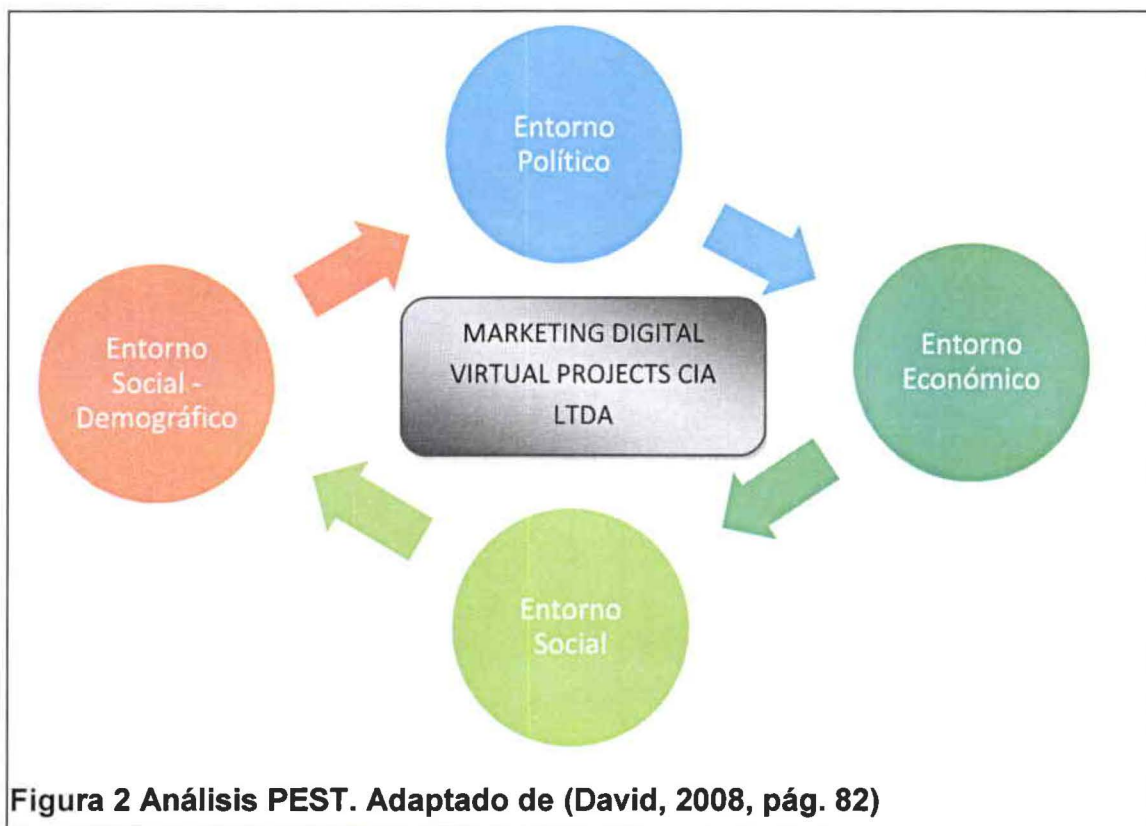 Entorno
Político
Entorno
Social -
Demográfico
MARKETING DIGITAL
VIRTUAL PROJECTS CIA
LTDA
Entorno
Económico
Entorno
Social
Figura 2 Análisis PEST. Adaptado de (David, 2008, pág. 82)